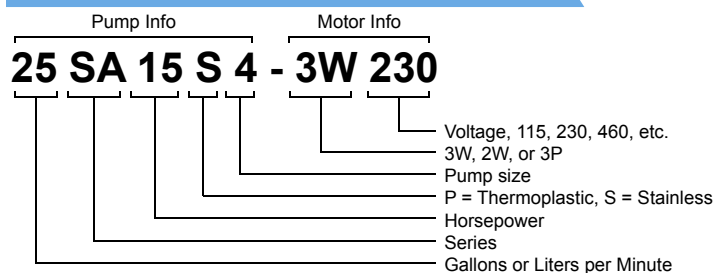 Pump Info Motor Info
25 SA 15 S 4 - 3W 230
Voltage, 115, 230, 460, etc.
3W, 2W, or 3P
Pump size
P = Thermoplastic, S = Stainless
Horsepower
Series
Gallons or Liters per Minute